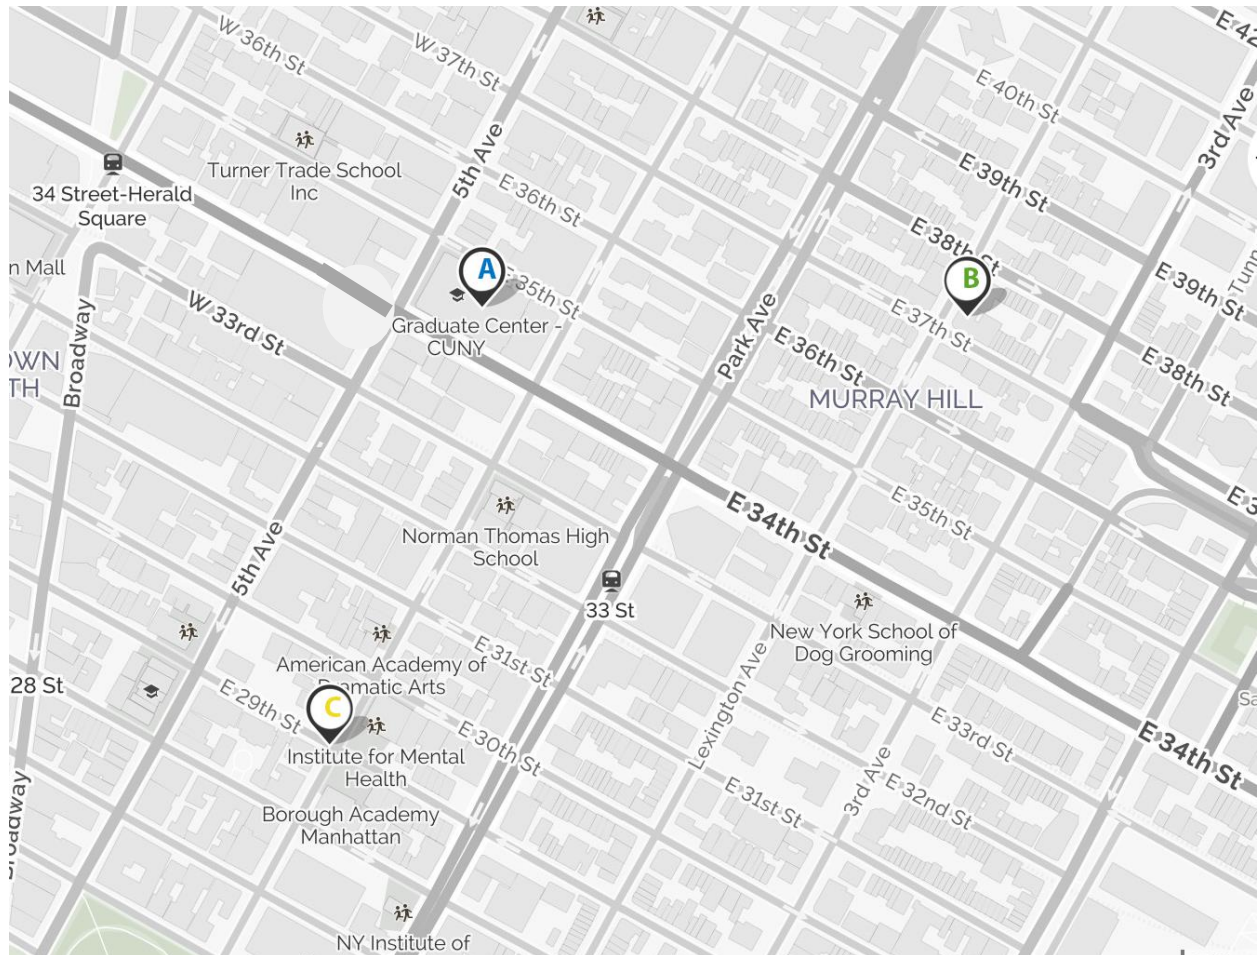 W 36th St
W 37th St
E 42
E 40th St
3rd Ave
5th Ave
Turner Trade School
Inc
34 Street-Herald
Square
E 36th St
E 39th St
E 38th St
n Mall
A
E 35th St
B
E 39th St
W 33rd St
Graduate Center -
CUNY
Park Ave
E 37th St
E 36th St
E 38th St
Broadway
OWN
TH
MURRAY HILL
E 35th St
E 34th St
Norman Thomas High
School
5th Ave
33 St
New York School of
Dog Grooming
E 31st St
American Academy of
Dramatic Arts
28 St
E 29th St
C
Lexington Ave
E 30th St
E 33rd St
E 34th St
Institute for Mental
Health
3rd Ave
E 32nd St
E 31st St
Borough Academy
Manhattan
Broadway
NY Institute of